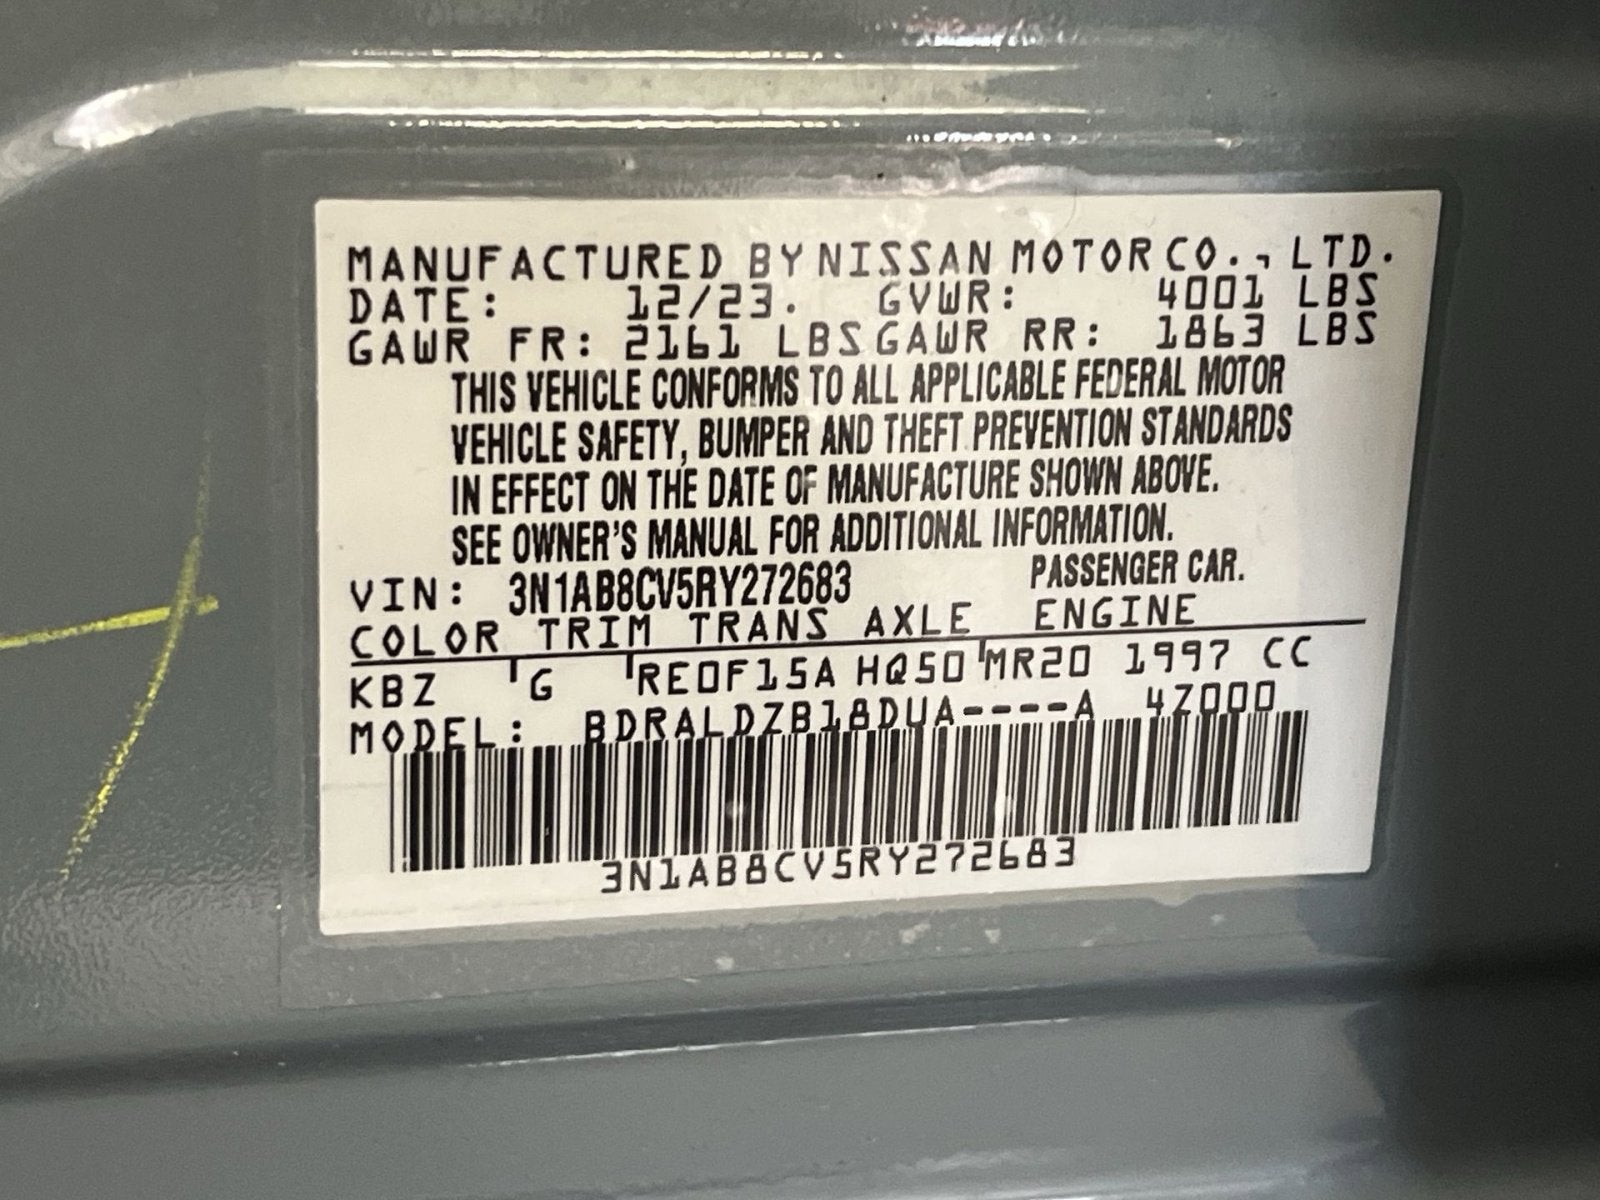 MANUFACTURED BY NISSAN MOTOR CO., LTD.
DATE: 12/23. GVWR: 4001 LBS
GAWR FR: 2161 LBS GAWR RR: 1863 LBS
THIS VEHICLE CONFORMS TO ALL APPLICABLE FEDERAL MOTOR
VEHICLE SAFETY, BUMPER AND THEFT PREVENTION STANDARDS
IN EFFECT ON THE DATE OF MANUFACTURE SHOWN ABOVE.
SEE OWNER'S MANUAL FOR ADDITIONAL INFORMATION.
VIN: 3N1AB8CV5RY272683 PASSENGER CAR.
COLOR TRIM TRANS AXLE ENGINE
KBZ G RE0F15A HQ50 MR20 1997 CC
MODEL: BDRALDZB18DUA----A 4Z000
3N1AB8CV5RY272683